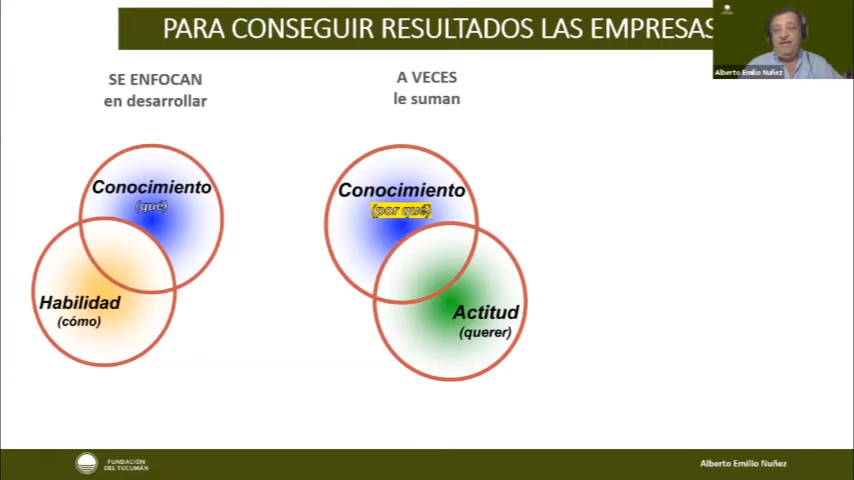 PARA CONSEGUIR RESULTADOS LAS EMPRESAS
Alberto Emilio Nuñez
SE ENFOCAN
en desarrollar
A VECES
le suman
Conocimiento
(qué)
Habilidad
(cómo)
Conocimiento
(por qué)
Actitud
(querer)
FUNDACIÓN
DEL TUCUMÁN
Alberto Emilio Nuñez